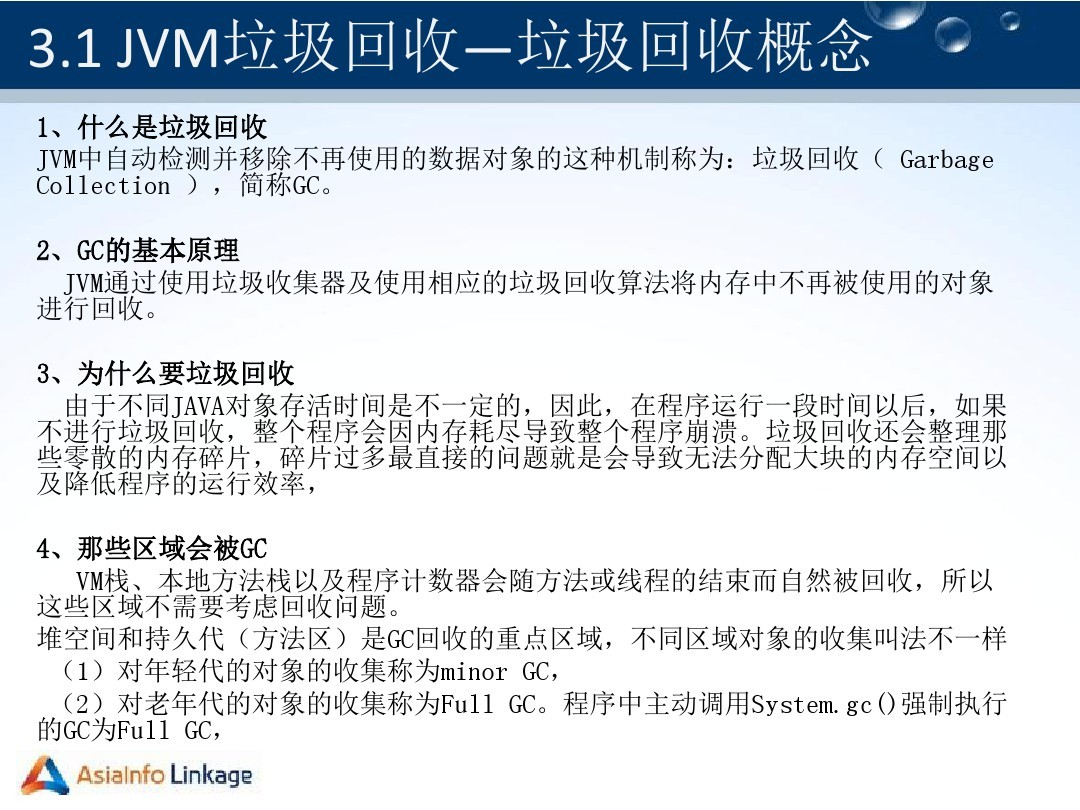 3.1 JVM垃圾回收—垃圾回收概念
1、什么是垃圾回收
JVM中自动检测并移除不再使用的数据对象的这种机制称为：垃圾回收（ Garbage
Collection ），简称GC。
2、GC的基本原理
JVM通过使用垃圾收集器及使用相应的垃圾回收算法将内存中不再被使用的对象
进行回收。
3、为什么要垃圾回收
由于不同JAVA对象存活时间是不一定的，因此，在程序运行一段时间以后，如果
不进行垃圾回收，整个程序会因内存耗尽导致整个程序崩溃。垃圾回收还会整理那
些零散的内存碎片，碎片过多最直接的问题就是会导致无法分配大块的内存空间以
及降低程序的运行效率，
4、那些区域会被GC
VM栈、本地方法栈以及程序计数器会随方法或线程的结束而自然被回收，所以
这些区域不需要考虑回收问题。
堆空间和持久代（方法区）是GC回收的重点区域，不同区域对象的收集叫法不一样
（1）对年轻代的对象的收集称为minor GC，
（2）对老年代的对象的收集称为Full GC。程序中主动调用System.gc()强制执行
的GC为Full GC，
AsiaInfo Linkage